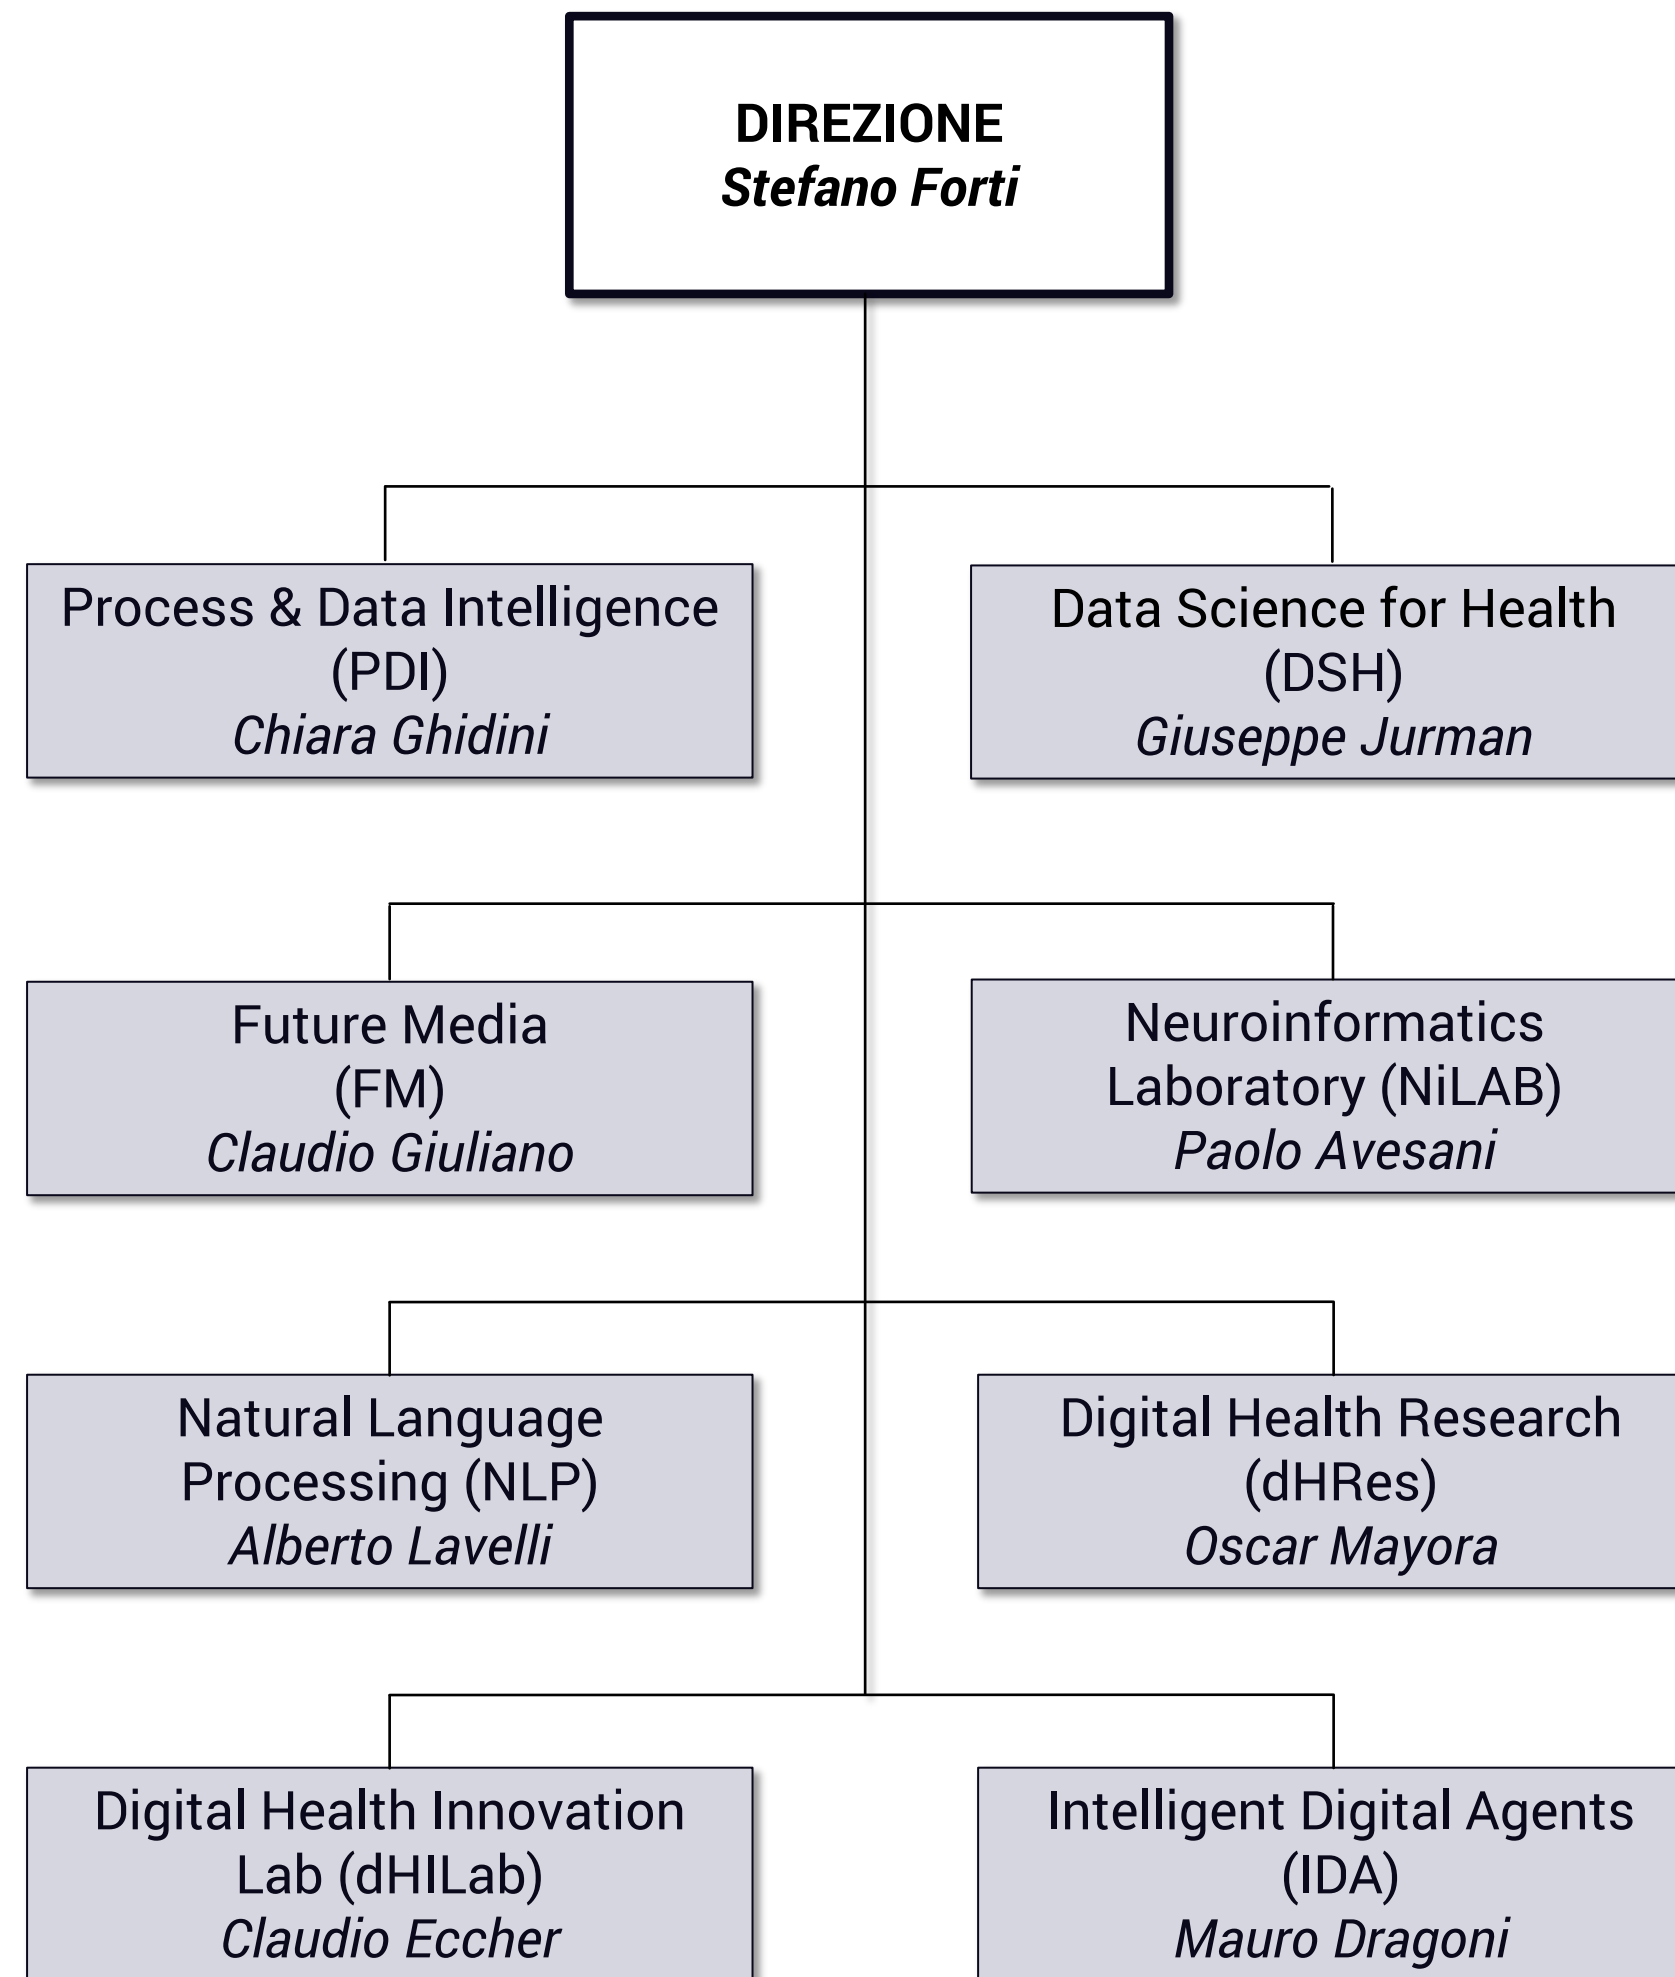 DIREZIONE
Stefano Forti
Process & Data Intelligence
(PDI)
Chiara Ghidini
Data Science for Health
(DSH)
Giuseppe Jurman
Future Media
(FM)
Claudio Giuliano
Neuroinformatics
Laboratory (NiLAB)
Paolo Avesani
Natural Language
Processing (NLP)
Alberto Lavelli
Digital Health Research
(dHRes)
Oscar Mayora
Digital Health Innovation
Lab (dHILab)
Claudio Eccher
Intelligent Digital Agents
(IDA)
Mauro Dragoni